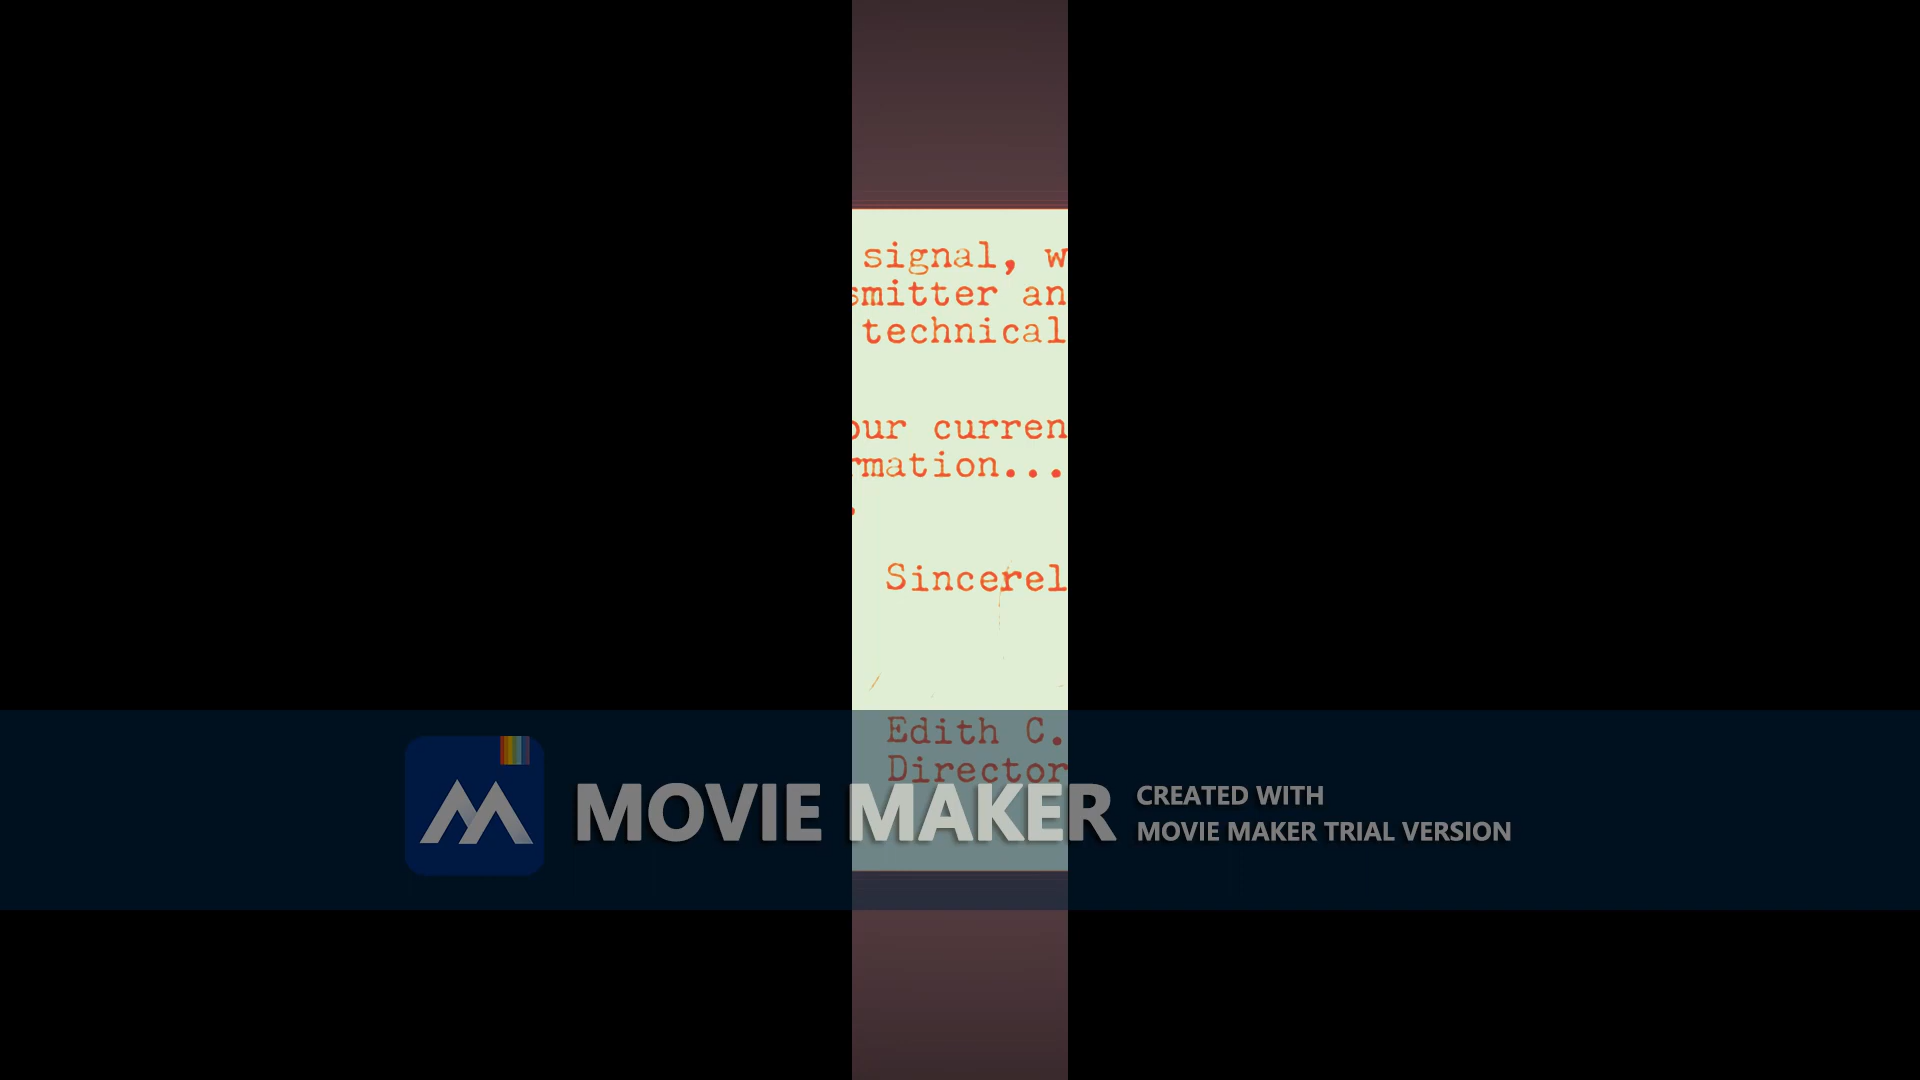 signal, w
smitter an
technical
our curren
rmation...
.
Sincerel
Edith C.
Director
MOVIE MAKER
CREATED WITH
MOVIE MAKER TRIAL VERSION